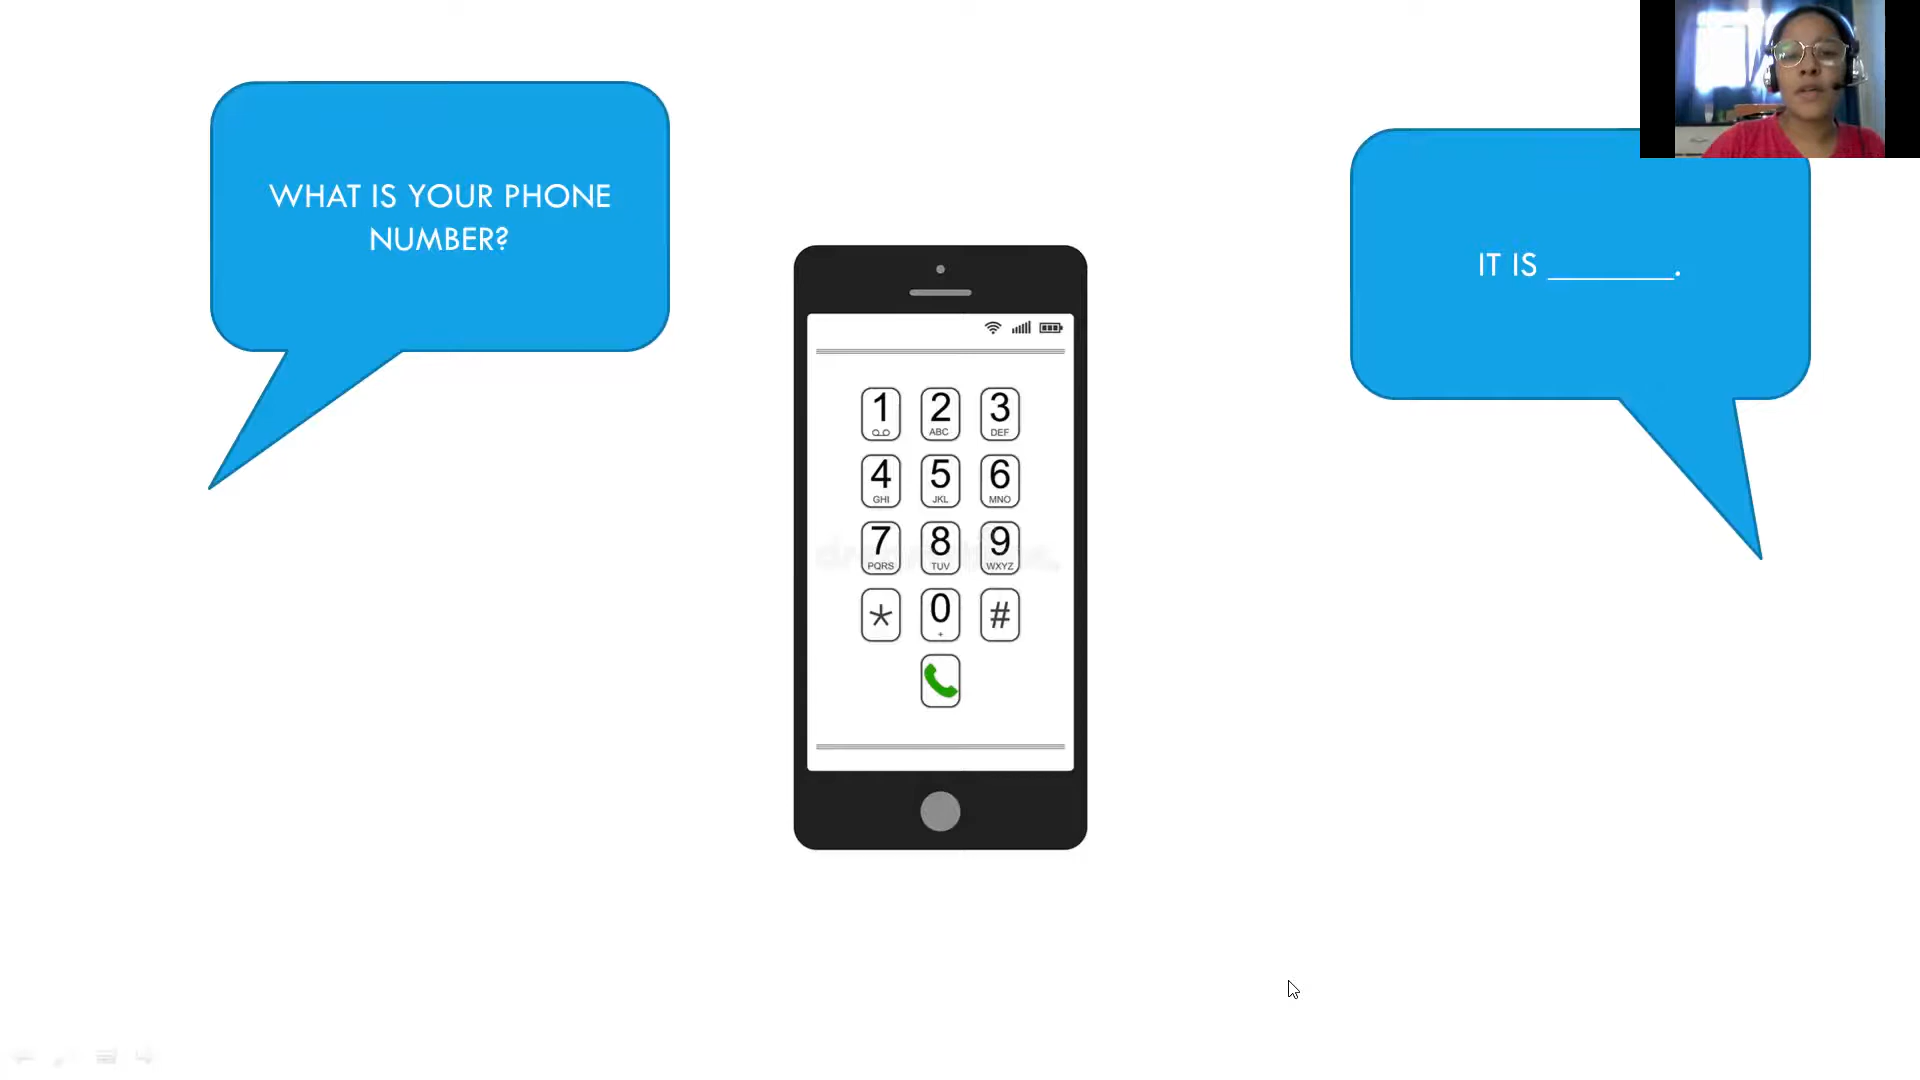 WHAT IS YOUR PHONE
NUMBER?
IT IS ________.
1 2 3
ABC DEF
4 5 6
GHI JKL MNO
7 8 9
PQRS TUV WXYZ
* 0 #
+